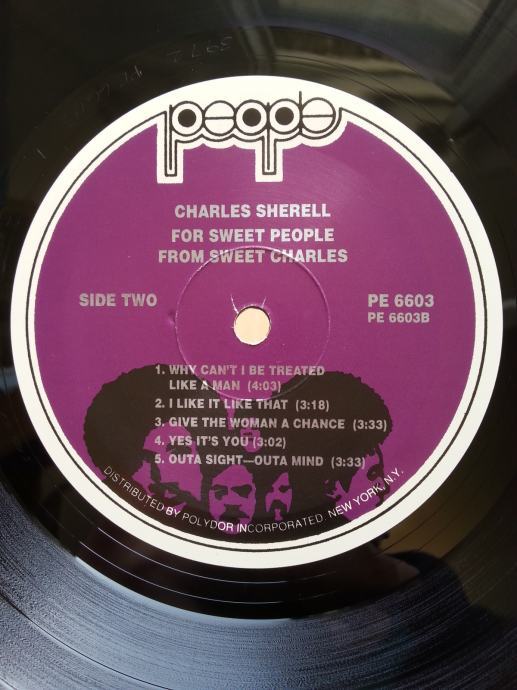 people
CHARLES SHERELL
FOR SWEET PEOPLE
FROM SWEET CHARLES
SIDE TWO
PE 6603
PE 6603B
1. WHY CAN'T I BE TREATED
LIKE A MAN (4:03)
2. I LIKE IT LIKE THAT (3:18)
3. GIVE THE WOMAN A CHANCE (3:33)
4. YES IT'S YOU (3:02)
5. OUTA SIGHT—OUTA MIND (3:33)
DISTRIBUTED BY POLYDOR INCORPORATED. NEW YORK, N.Y.